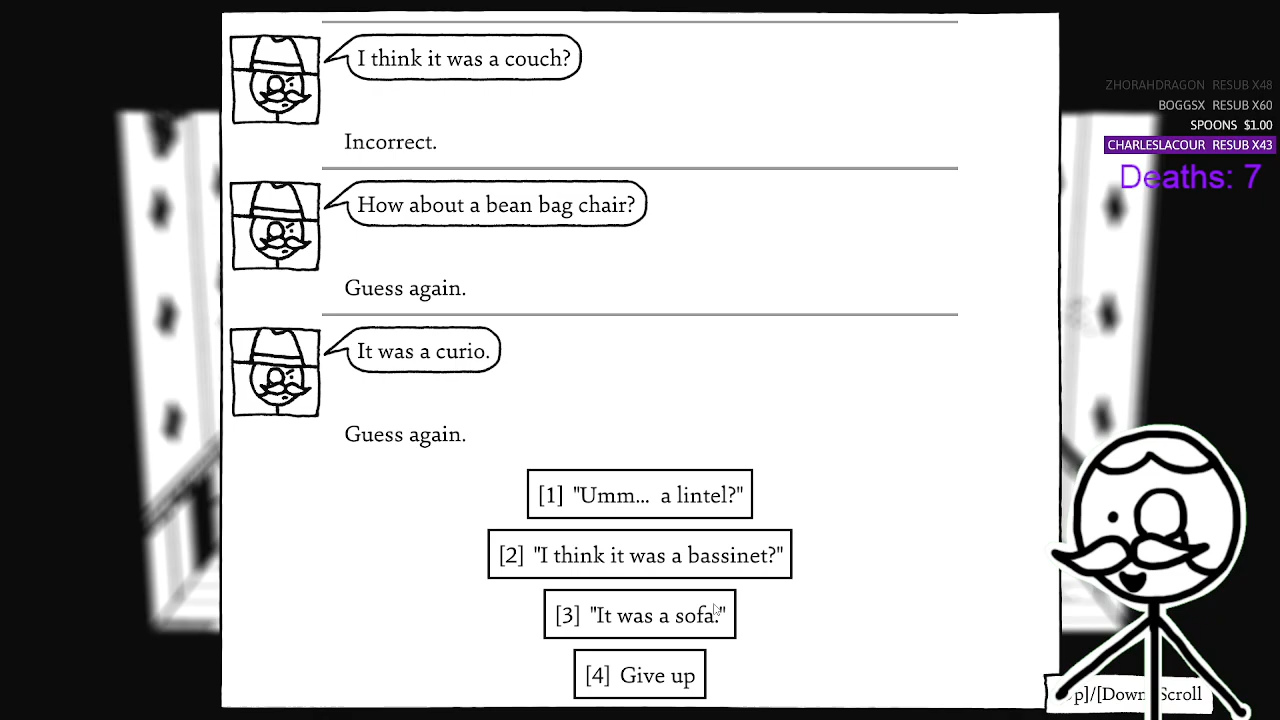 I think it was a couch?
Incorrect.
How about a bean bag chair?
Guess again.
It was a curio.
Guess again.
[1] "Umm... a lintel?"
[2] "I think it was a bassinet?"
[3] "It was a sofa."
[4] Give up
ZHORAHDRAGON RESUB X48
BOGGSX RESUB X60
SPOONS $1.00
CHARLESLACOUR RESUB X43
Deaths: 7
p]/[Down Scroll